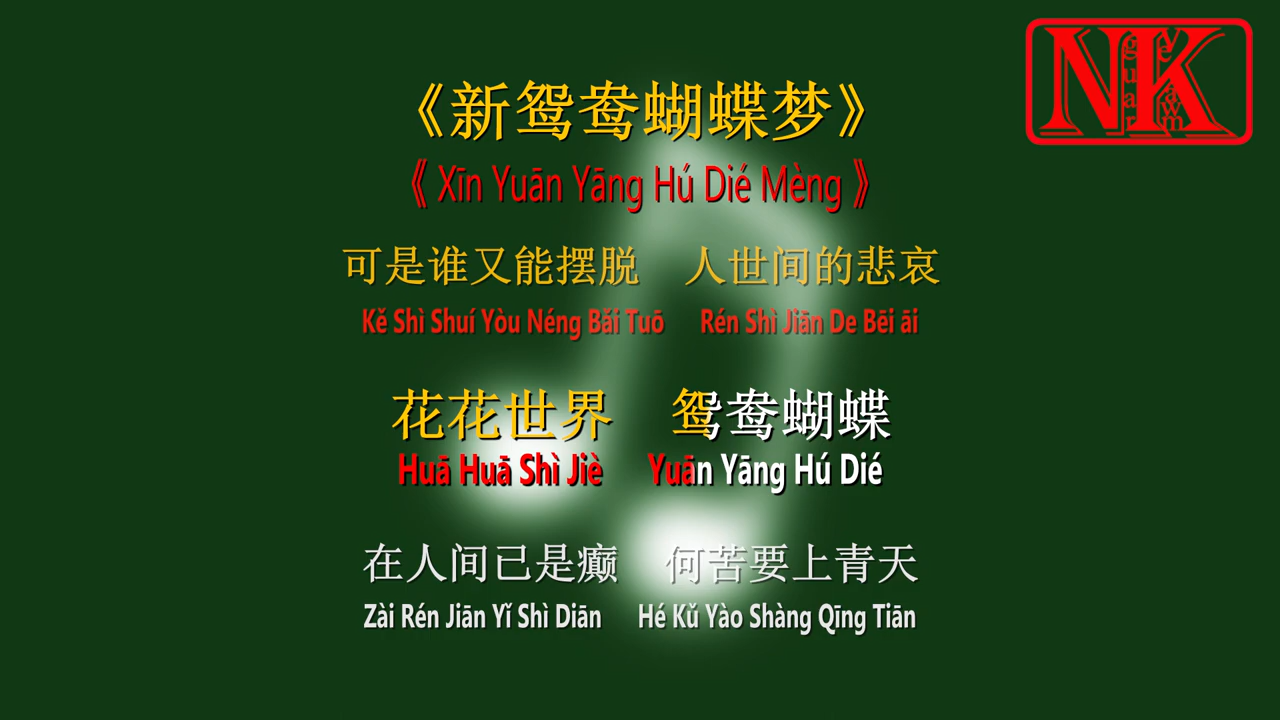 NK
《新鸳鸯蝴蝶梦》
《 Xīn Yuān Yāng Hú Dié Mèng 》
可是谁又能摆脱 人世间的悲哀
Kě Shì Shuí Yòu Néng Bǎi Tuō Rén Shì Jiān De Bēi āi
花花世界 鸳鸯蝴蝶
Huā Huā Shì Jiè Yuān Yāng Hú Dié
在人间已是癫 何苦要上青天
Zài Rén Jiān Yǐ Shì Diān Hé Kǔ Yào Shàng Qīng Tiān